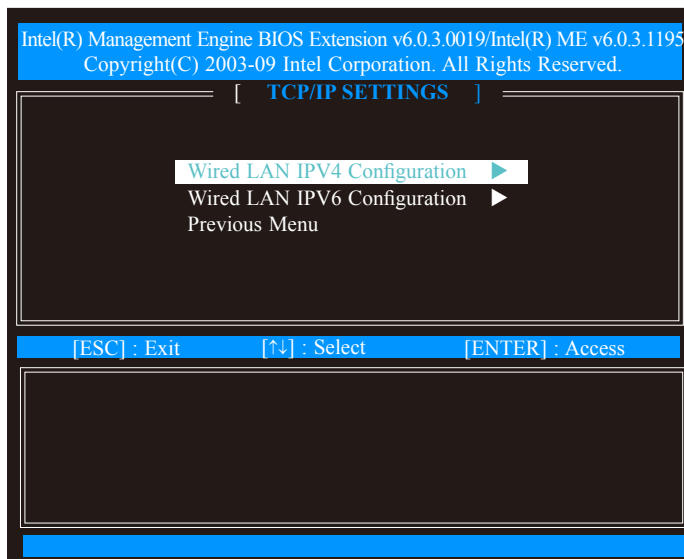 Intel(R) Management Engine BIOS Extension v6.0.3.0019/Intel(R) ME v6.0.3.1195
Copyright(C) 2003-09 Intel Corporation. All Rights Reserved.
[ TCP/IP SETTINGS ]
Wired LAN IPV4 Configuration ▶
Wired LAN IPV6 Configuration ▶
Previous Menu
[ESC] : Exit [↑↓] : Select [ENTER] : Access